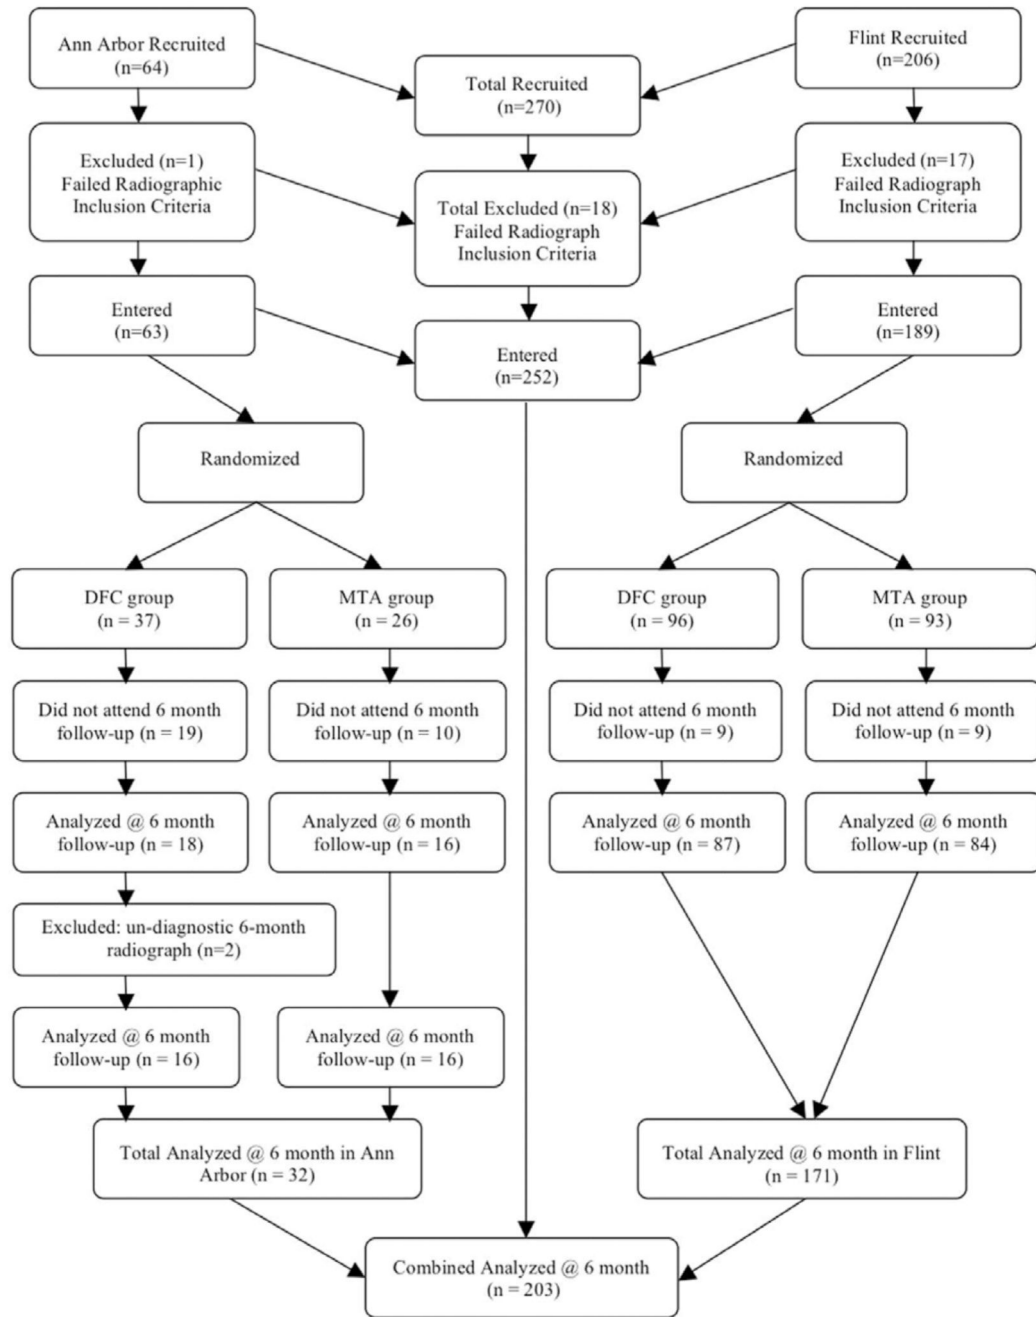 Ann Arbor Recruited
(n=64)
Total Recruited
(n=270)
Flint Recruited
(n=206)
Excluded (n=1)
Failed Radiographic
Inclusion Criteria
Total Excluded (n=18)
Failed Radiograph
Inclusion Criteria
Excluded (n=17)
Failed Radiograph
Inclusion Criteria
Entered
(n=63)
Entered
(n=252)
Entered
(n=189)
Randomized
Randomized
DFC group
(n = 37)
MTA group
(n = 26)
DFC group
(n = 96)
MTA group
(n = 93)
Did not attend 6 month
follow-up (n = 19)
Did not attend 6 month
follow-up (n = 10)
Did not attend 6 month
follow-up (n = 9)
Did not attend 6 month
follow-up (n = 9)
Analyzed @ 6 month
follow-up (n = 18)
Analyzed @ 6 month
follow-up (n = 16)
Analyzed @ 6 month
follow-up (n = 87)
Analyzed @ 6 month
follow-up (n = 84)
Excluded: un-diagnostic 6-month
radiograph (n=2)
Analyzed @ 6 month
follow-up (n = 16)
Analyzed @ 6 month
follow-up (n = 16)
Total Analyzed @ 6 month in Ann
Arbor (n = 32)
Total Analyzed @ 6 month in Flint
(n = 171)
Combined Analyzed @ 6 month
(n = 203)